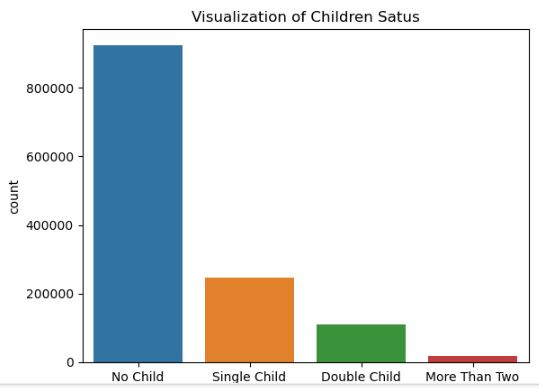 Visualization of Children Satus
800000
600000
400000
200000
0
count
No Child Single Child Double Child More Than Two